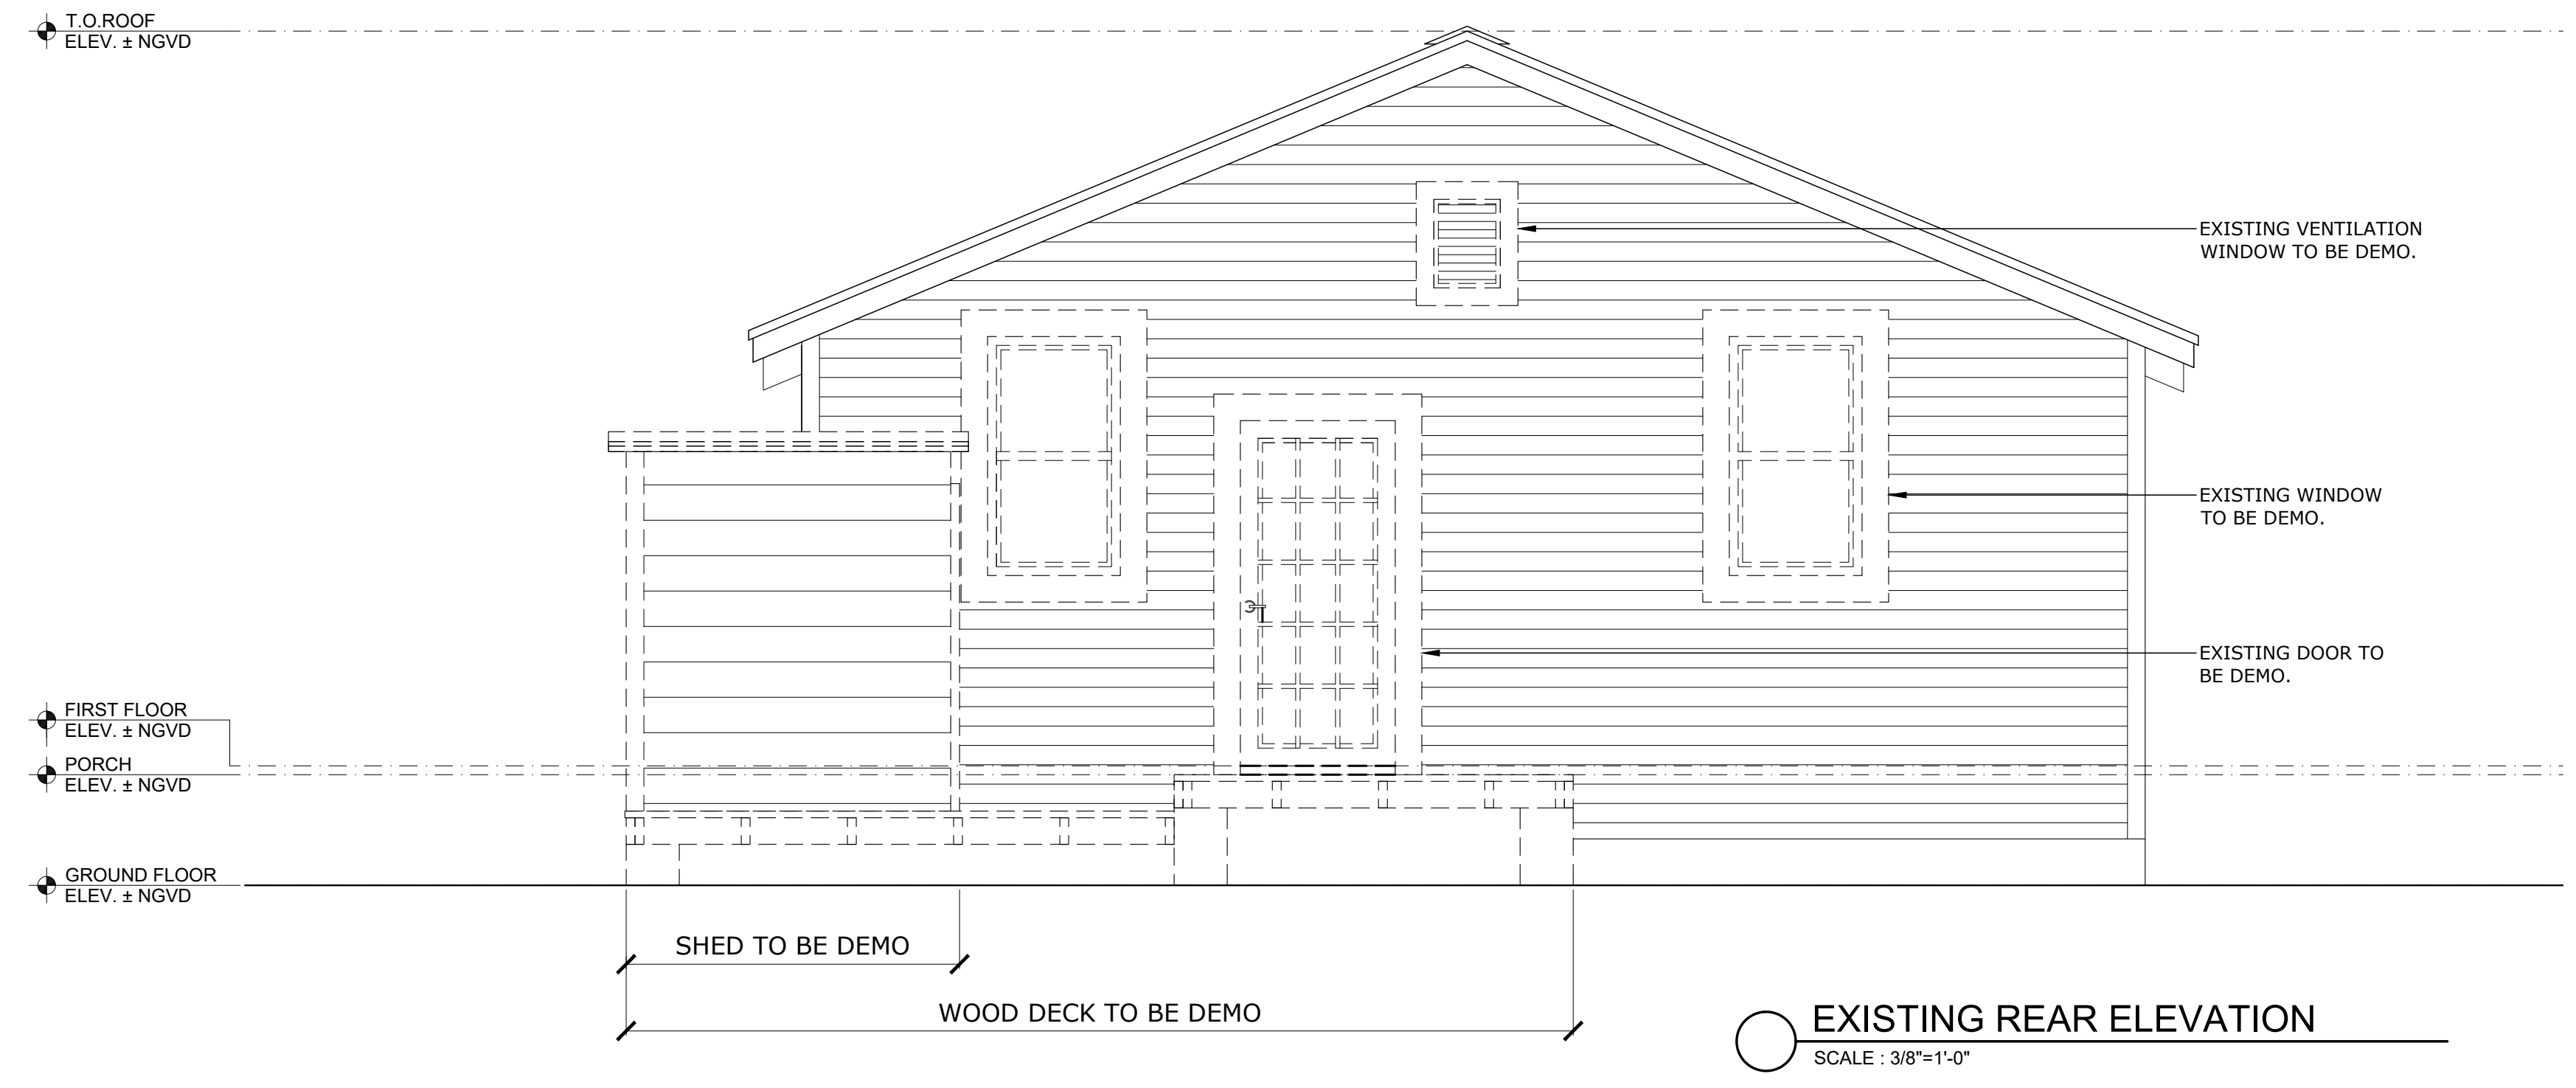 T.O.ROOF
ELEV. ± NGVD
EXISTING VENTILATION
WINDOW TO BE DEMO.
EXISTING WINDOW
TO BE DEMO.
EXISTING DOOR TO
BE DEMO.
FIRST FLOOR
ELEV. ± NGVD
PORCH
ELEV. ± NGVD
GROUND FLOOR
ELEV. ± NGVD
SHED TO BE DEMO
WOOD DECK TO BE DEMO
EXISTING REAR ELEVATION
SCALE : 3/8"=1'-0"